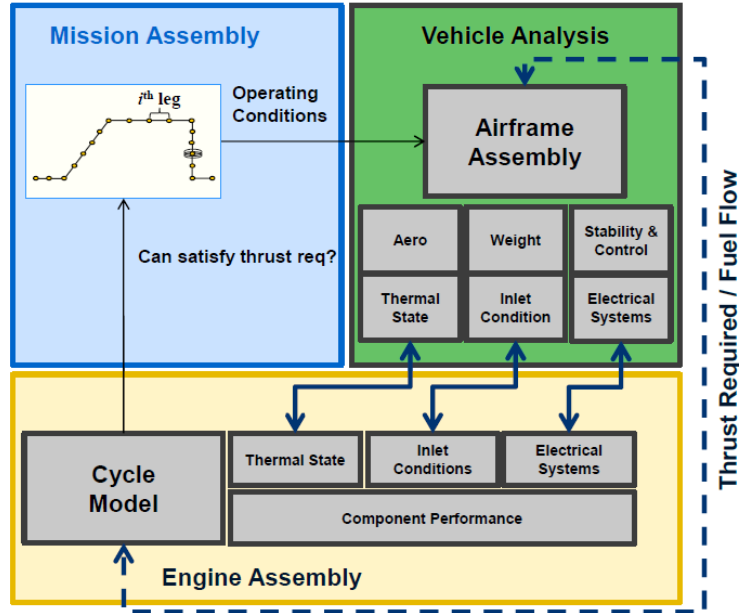 Mission Assembly
Vehicle Analysis
iᵗʰ leg
Operating
Conditions
Airframe
Assembly
Can satisfy thrust req?
Aero
Weight
Stability &
Control
Thermal
State
Inlet
Condition
Electrical
Systems
Thrust Required / Fuel Flow
Cycle
Model
Thermal State
Inlet
Conditions
Electrical
Systems
Component Performance
Engine Assembly